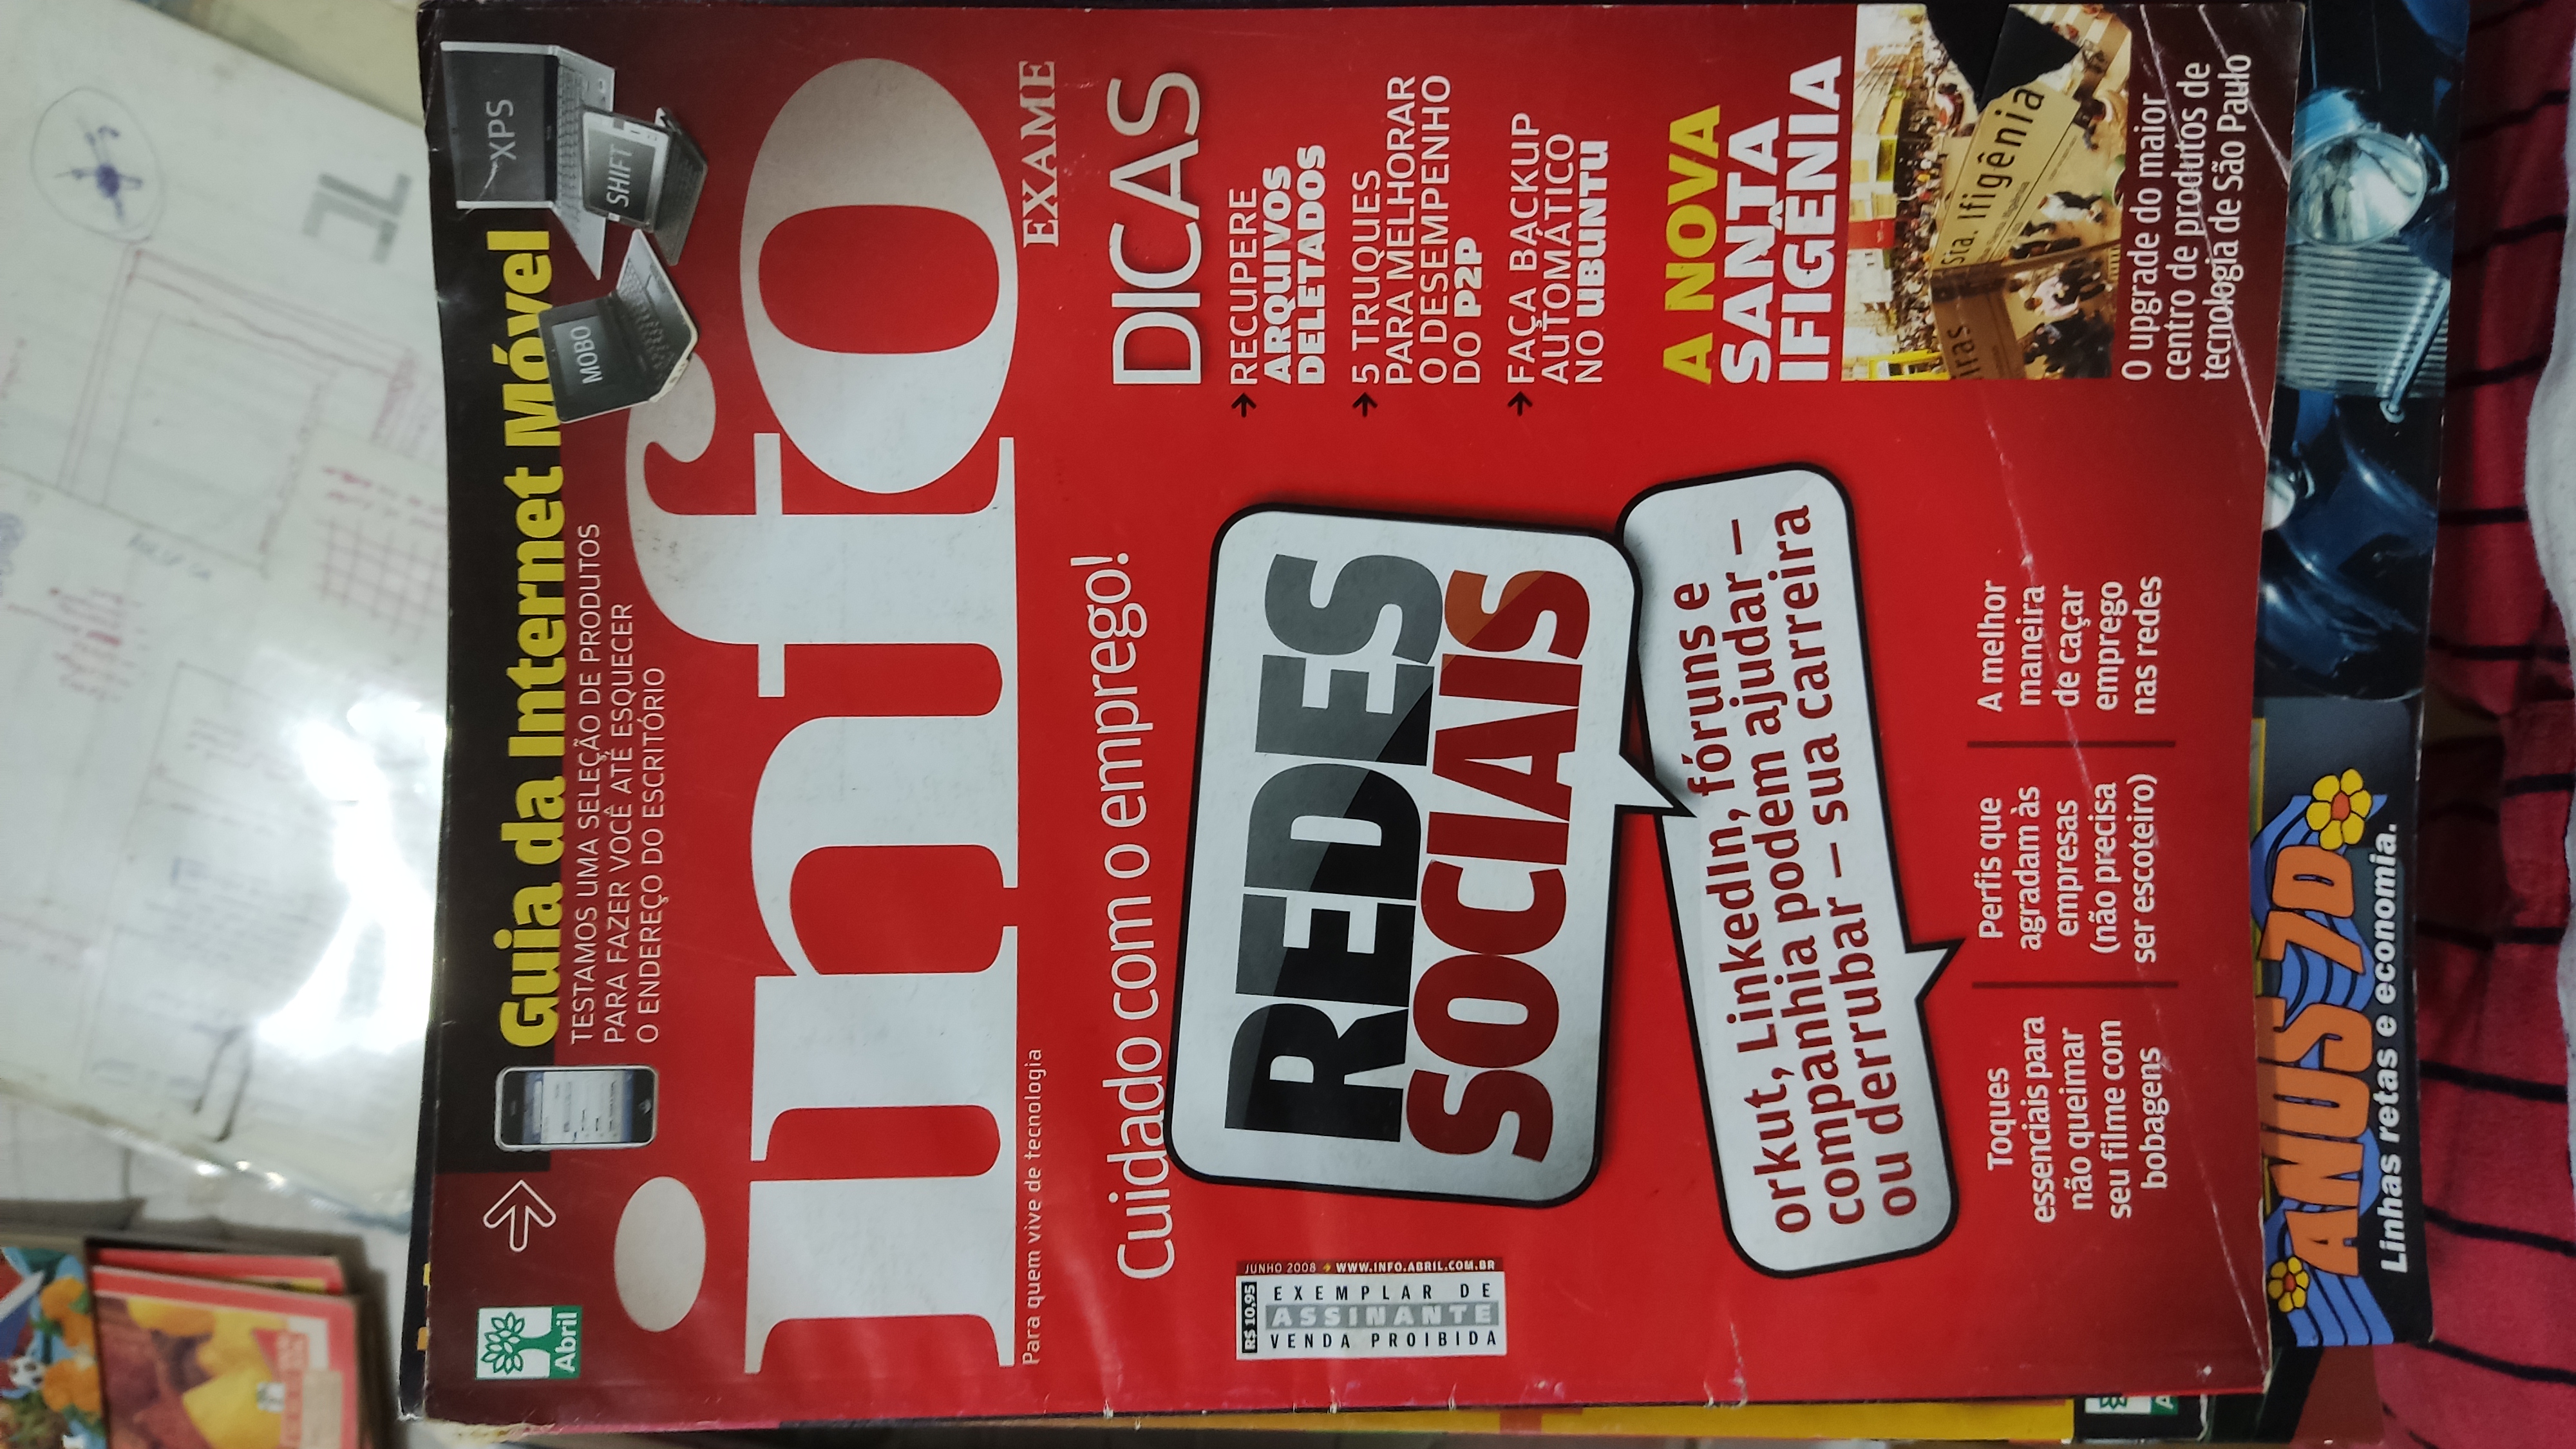 Abril
Guia da Internet Móvel
TESTAMOS UMA SELEÇÃO DE PRODUTOS
PARA FAZER VOCÊ ATÉ ESQUECER
O ENDEREÇO DO ESCRITÓRIO
MOBO
SHIFT
XPS
info
Para quem vive de tecnologia
EXAME
Cuidado com o emprego!
REDES
SOCIAIS
orkut, LinkedIn, fóruns e
companhia podem ajudar –
ou derrubar – sua carreira
R$ 10,95
EXEMPLAR DE
ASSINANTE
VENDA PROIBIDA
JUNHO 2008 → WWW.INFO.ABRIL.COM.BR
Toques
essenciais para
não queimar
seu filme com
bobagens
Perfis que
agradam às
empresas
(não precisa
ser escoteiro)
A melhor
maneira
de caçar
emprego
nas redes
DICAS
→ RECUPERE
ARQUIVOS
DELETADOS
→ 5 TRUQUES
PARA MELHORAR
O DESEMPENHO
DO P2P
→ FAÇA BACKUP
AUTOMÁTICO
NO UBUNTU
A NOVA
SANTA
IFIGÊNIA
Sta. Ifigênia
O upgrade do maior
centro de produtos de
tecnologia de São Paulo
ANUS 7D
Linhas retas e economia.